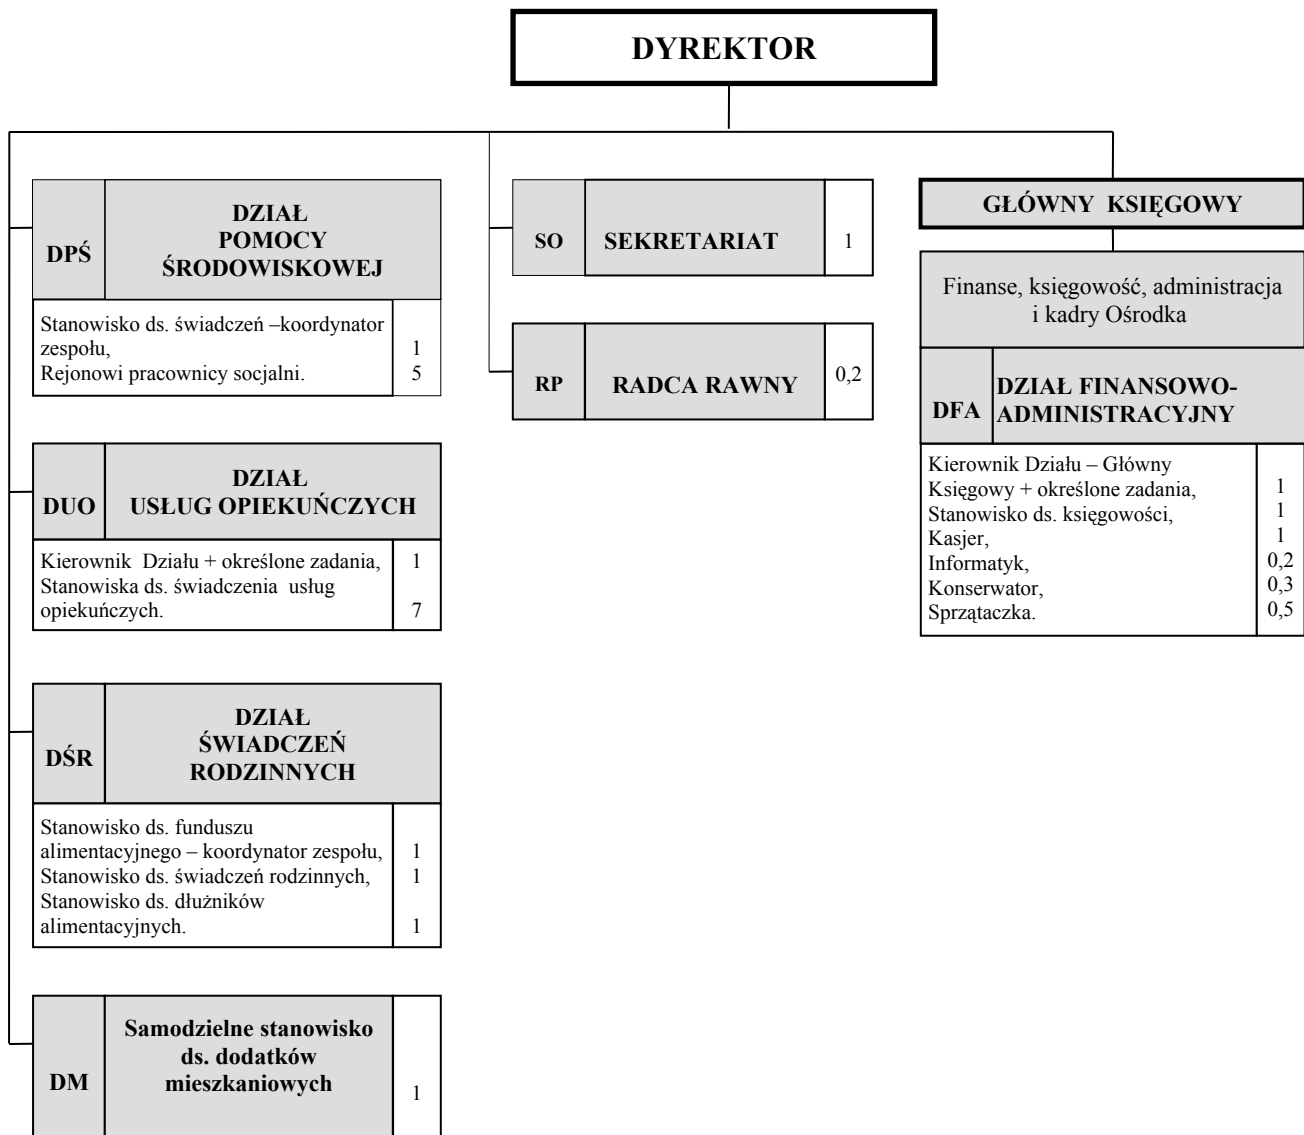 DYREKTOR
DPŚ
DZIAŁ
POMOCY
ŚRODOWISKOWEJ
Stanowisko ds. świadczeń –koordynator
zespołu, 1
Rejonowi pracownicy socjalni. 5
DUO
DZIAŁ
USŁUG OPIEKUŃCZYCH
Kierownik Działu + określone zadania, 1
Stanowiska ds. świadczenia usług
opiekuńczych. 7
DŚR
DZIAŁ
ŚWIADCZEŃ
RODZINNYCH
Stanowisko ds. funduszu
alimentacyjnego – koordynator zespołu, 1
Stanowisko ds. świadczeń rodzinnych, 1
Stanowisko ds. dłużników
alimentacyjnych. 1
DM
Samodzielne stanowisko
ds. dodatków
mieszkaniowych
1
SO SEKRETARIAT 1
RP RADCA RAWNY 0,2
GŁÓWNY KSIĘGOWY
Finanse, księgowość, administracja
i kadry Ośrodka
DFA
DZIAŁ FINANSOWO-
ADMINISTRACYJNY
Kierownik Działu – Główny
Księgowy + określone zadania, 1
Stanowisko ds. księgowości, 1
Kasjer, 1
Informatyk, 0,2
Konserwator, 0,3
Sprzątaczka. 0,5